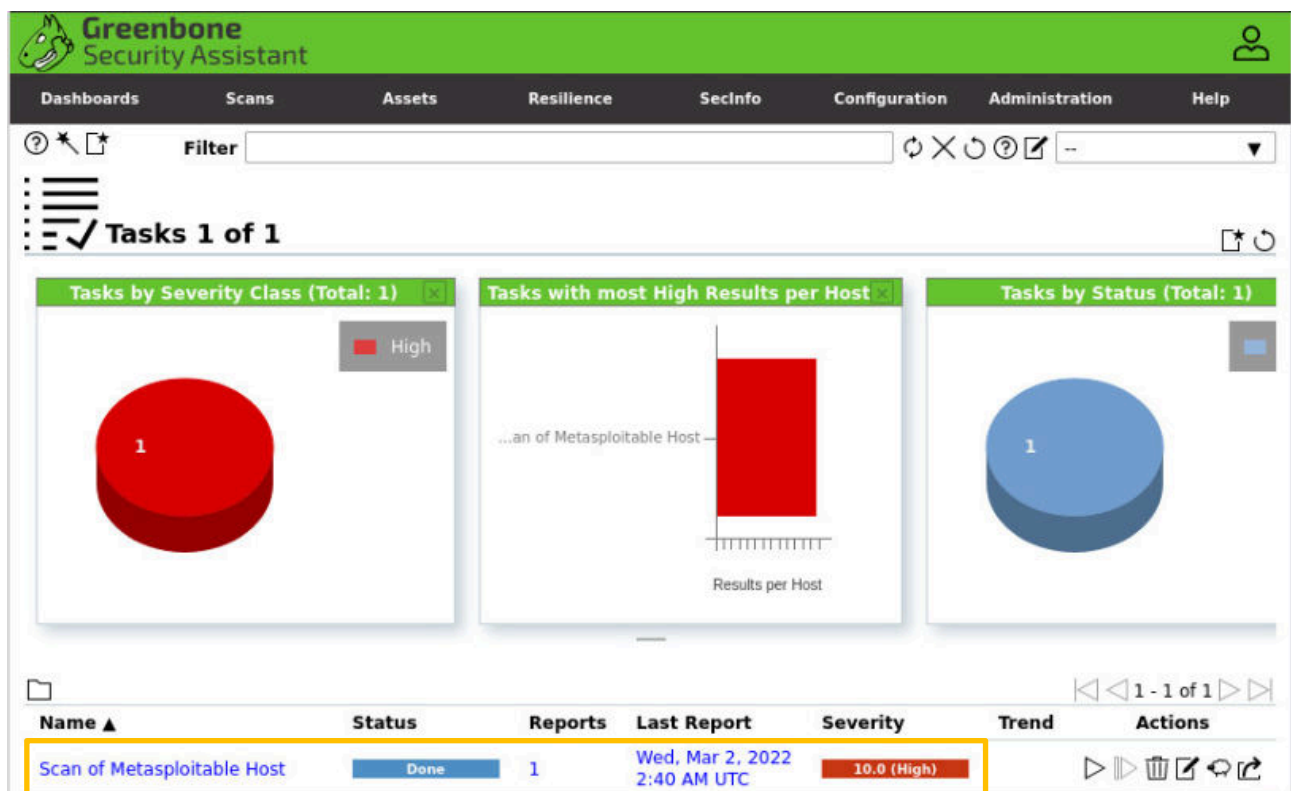 Greenbone
Security Assistant
Dashboards Scans Assets Resilience SecInfo Configuration Administration Help
Filter --
Tasks 1 of 1
Tasks by Severity Class (Total: 1)
High
1
Tasks with most High Results per Host
...an of Metasploitable Host
Results per Host
Tasks by Status (Total: 1)
1
1 - 1 of 1
Name ▲ Status Reports Last Report Severity Trend Actions
Scan of Metasploitable Host Done 1 Wed, Mar 2, 2022 10.0 (High)
2:40 AM UTC